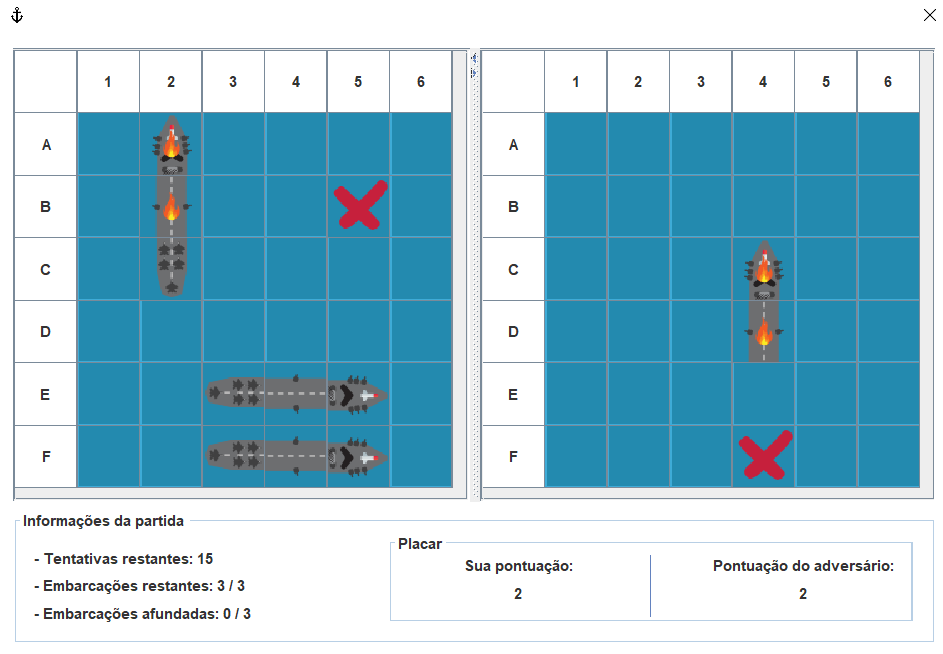 1 2 3 4 5 6 1 2 3 4 5 6
A A
B B
C C
D D
E E
F F
Informações da partida
- Tentativas restantes: 15
- Embarcações restantes: 3 / 3
- Embarcações afundadas: 0 / 3
Placar
Sua pontuação: Pontuação do adversário:
2 2